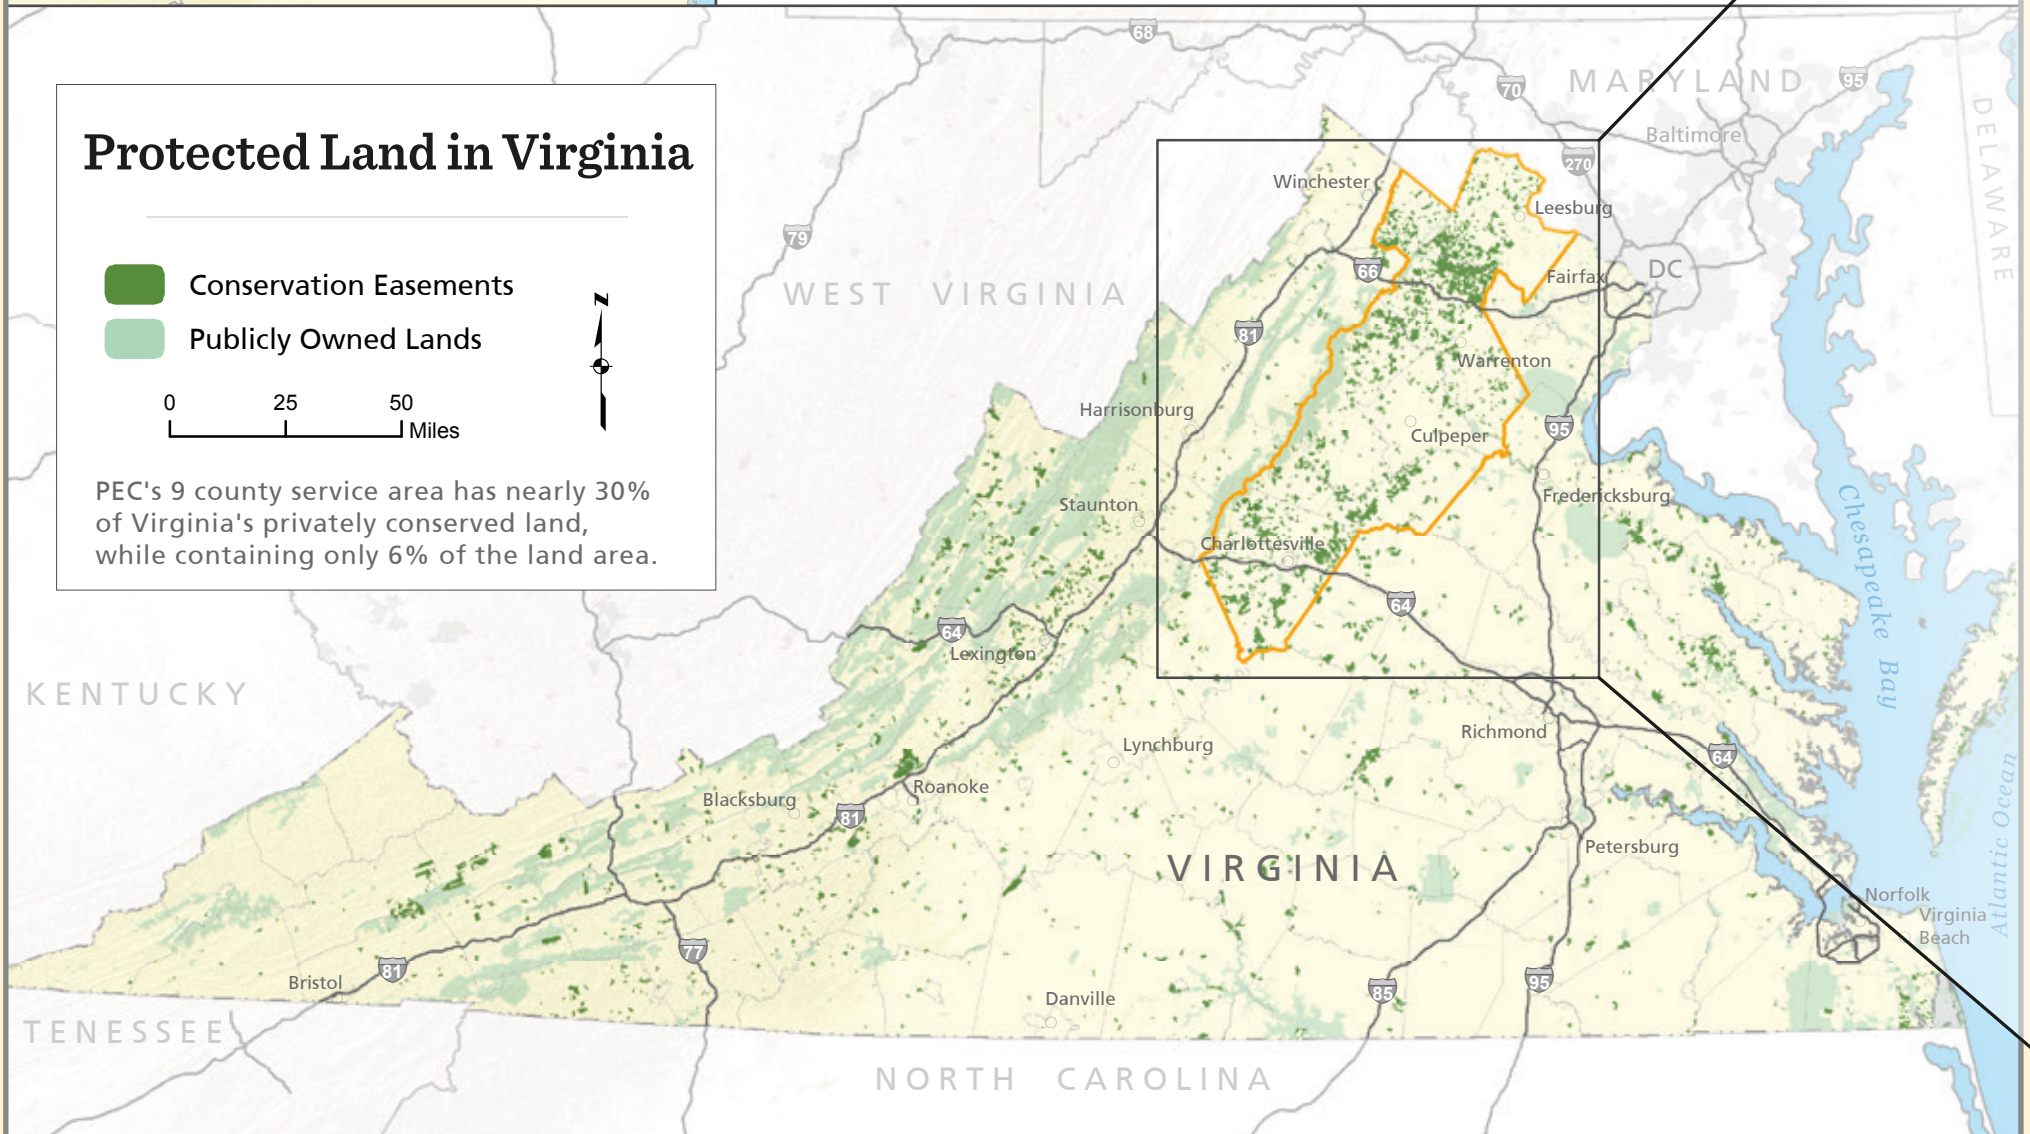 Protected Land in Virginia
Conservation Easements
Publicly Owned Lands
N
0 25 50
Miles
PEC's 9 county service area has nearly 30%
of Virginia's privately conserved land,
while containing only 6% of the land area.
68
70
MARYLAND
95
DELAWARE
Baltimore
270
Winchester
Leesburg
79
66
Fairfax
DC
WEST VIRGINIA
81
Warrenton
Harrisonburg
Culpeper
95
Staunton
Fredericksburg
Chesapeake Bay
Charlottesville
64
64
Lexington
KENTUCKY
Richmond
Lynchburg
64
Roanoke
Blacksburg
81
Petersburg
VIRGINIA
Atlantic Ocean
Norfolk
Virginia
Beach
77
81
Bristol
95
85
Danville
TENESSEE
NORTH CAROLINA